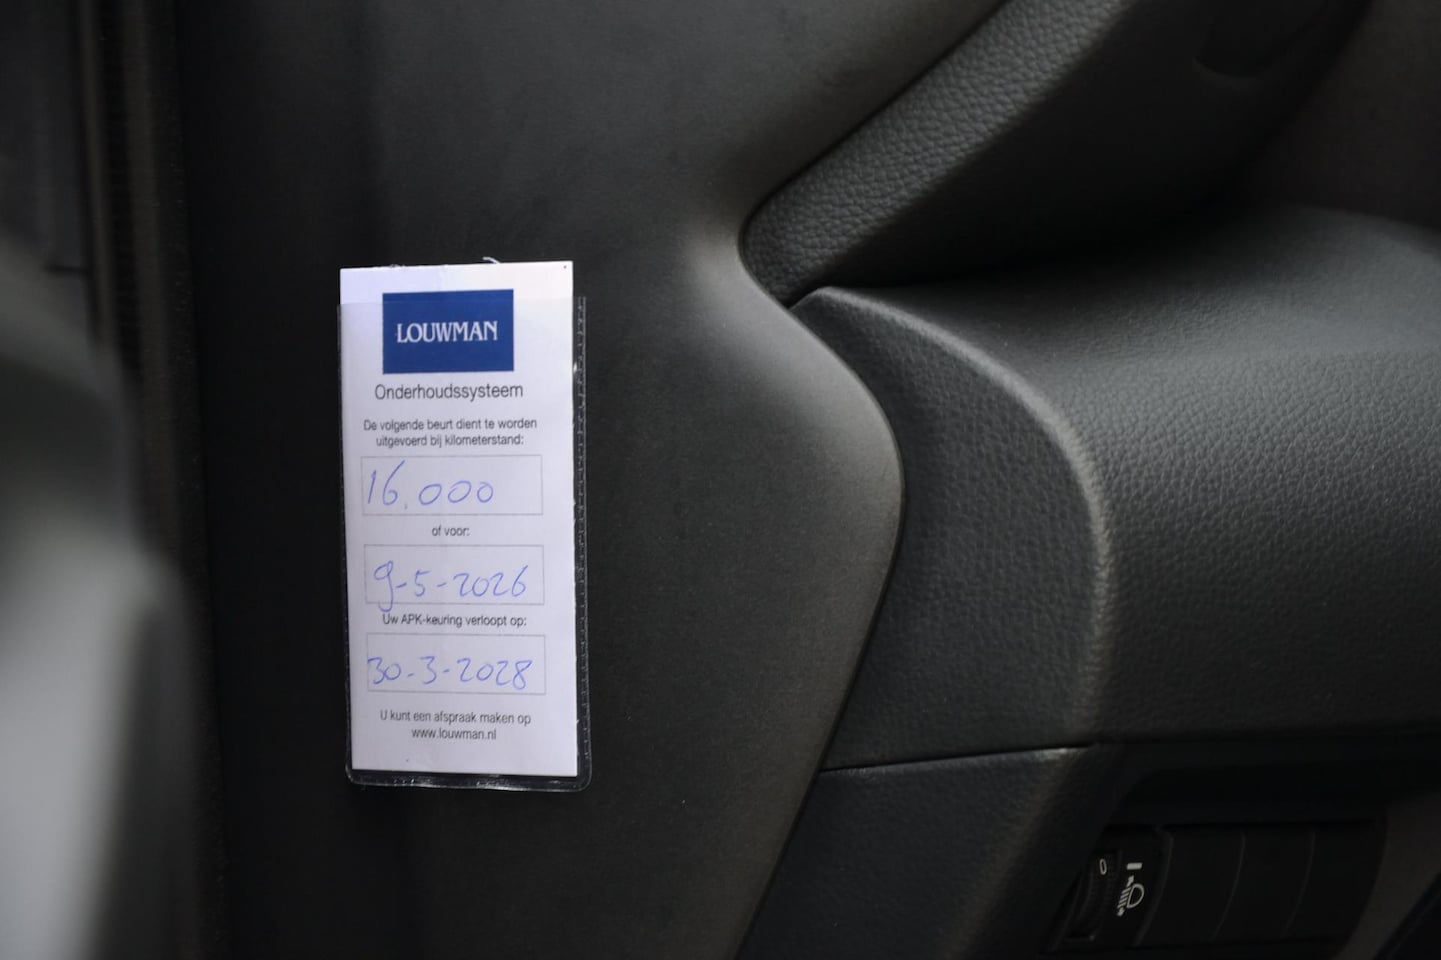 LOUWMAN
Onderhoudssysteem
De volgende beurt dient te worden
uitgevoerd bij kilometerstand:
16.000
of voor:
9-5-2026
Uw APK-keuring verloopt op:
30-3-2028
U kunt een afspraak maken op
www.louwman.nl